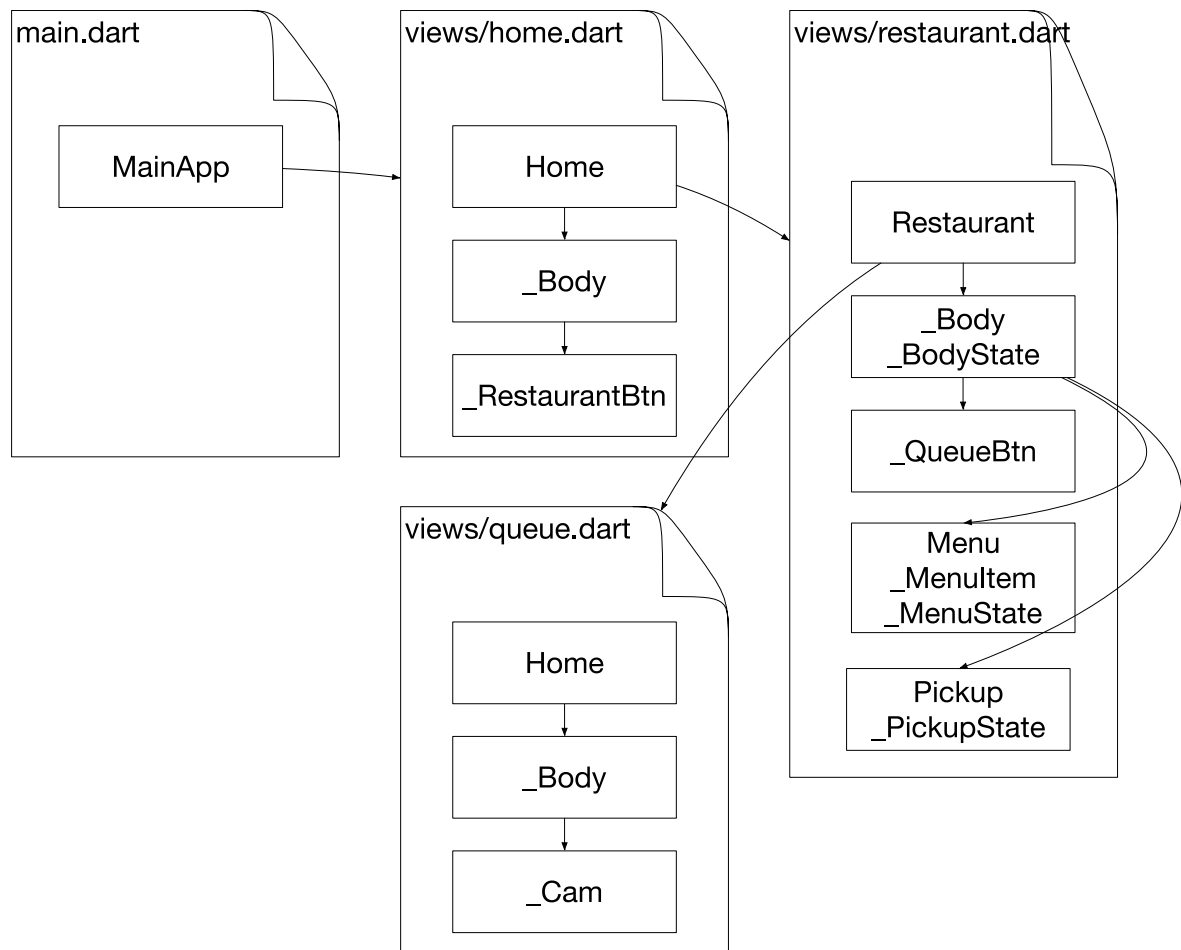 main.dart
MainApp
views/home.dart
Home
_Body
_RestaurantBtn
views/restaurant.dart
Restaurant
_Body
_BodyState
_QueueBtn
Menu
_MenuItem
_MenuState
Pickup
_PickupState
views/queue.dart
Home
_Body
_Cam